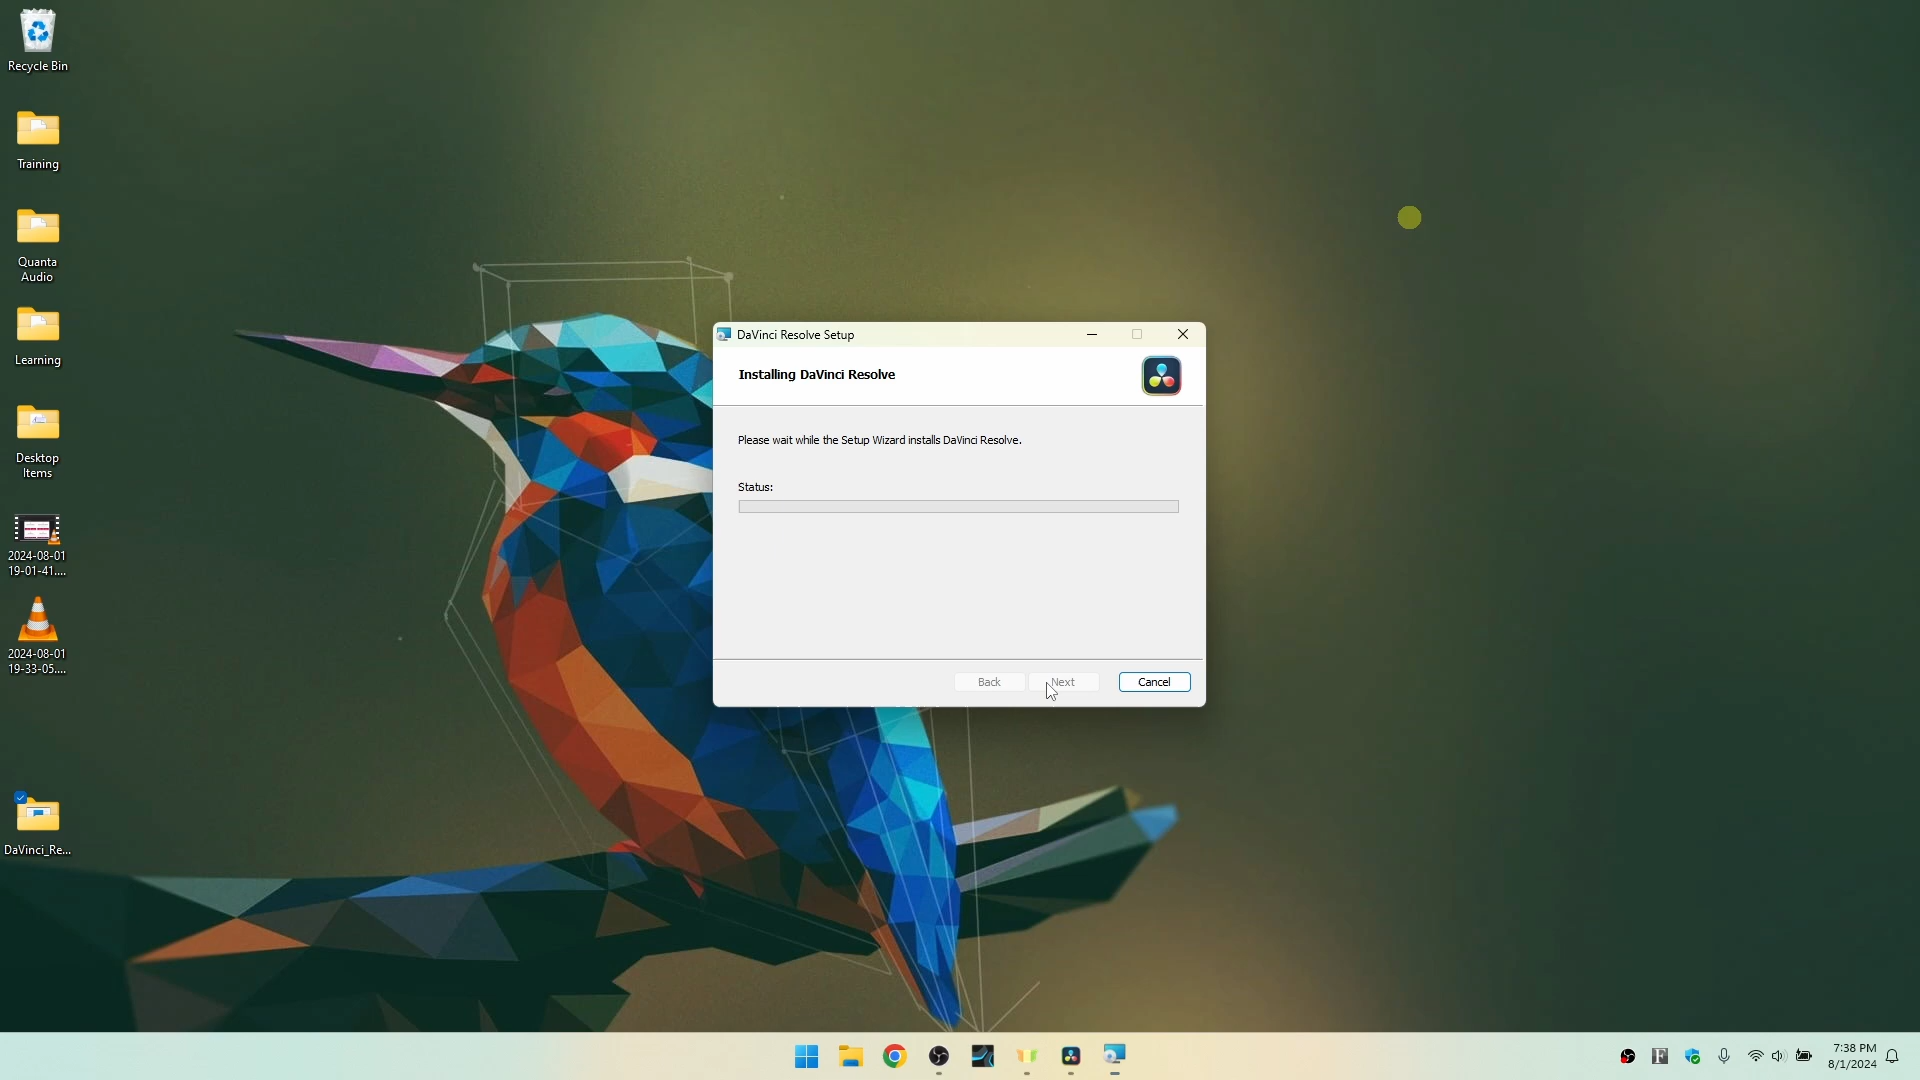 Recycle Bin
Training
Quanta
Audio
Learning
Desktop
Items
2024-08-01
19-01-41....
2024-08-01
19-33-05....
DaVinci_Re...
DaVinci Resolve Setup
Installing DaVinci Resolve
Please wait while the Setup Wizard installs DaVinci Resolve.
Status:
Back
Next
Cancel
7:38 PM
8/1/2024